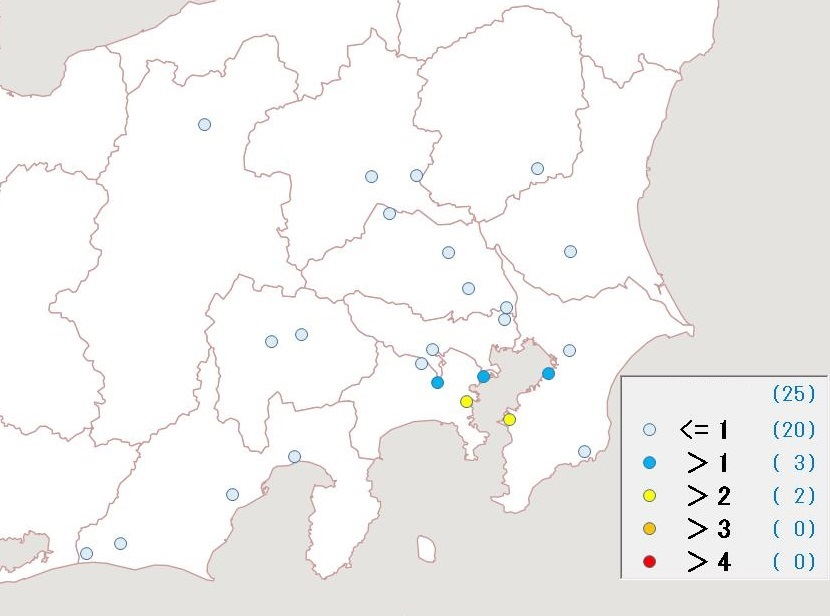 (25)
<= 1 (20)
> 1 ( 3)
> 2 ( 2)
> 3 ( 0)
> 4 ( 0)